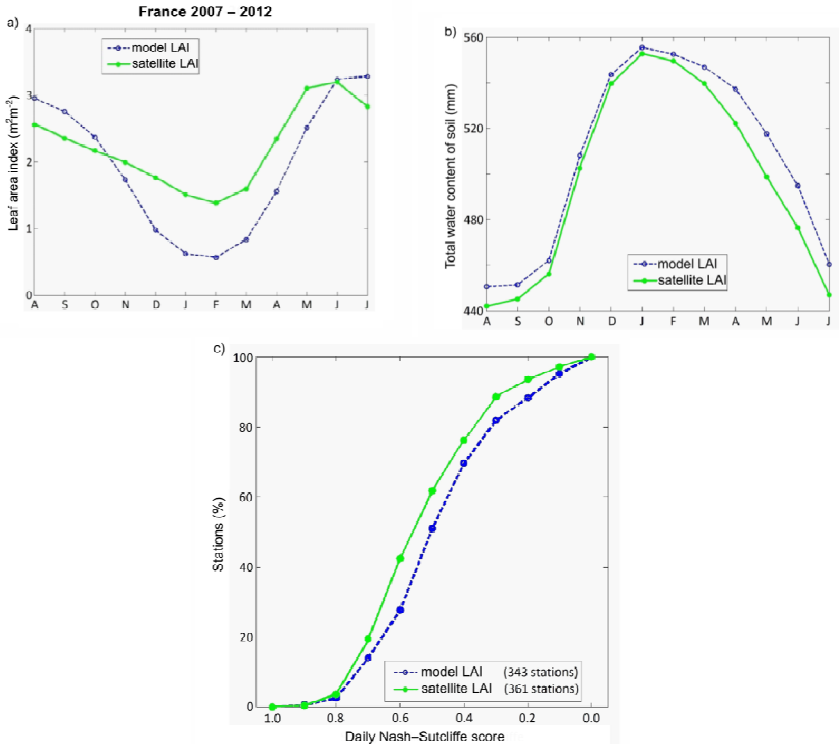 France 2007 – 2012
a)
4
3
2
1
0
Leaf area index (m²m⁻²)
model LAI
satellite LAI
A S O N D J F M A M J J
b)
560
520
480
440
Total water content of soil (mm)
model LAI
satellite LAI
A S O N D J F M A M J J
c)
100
80
60
40
20
0
Stations (%)
model LAI (343 stations)
satellite LAI (361 stations)
1.0 0.8 0.6 0.4 0.2 0.0
Daily Nash–Sutcliffe score